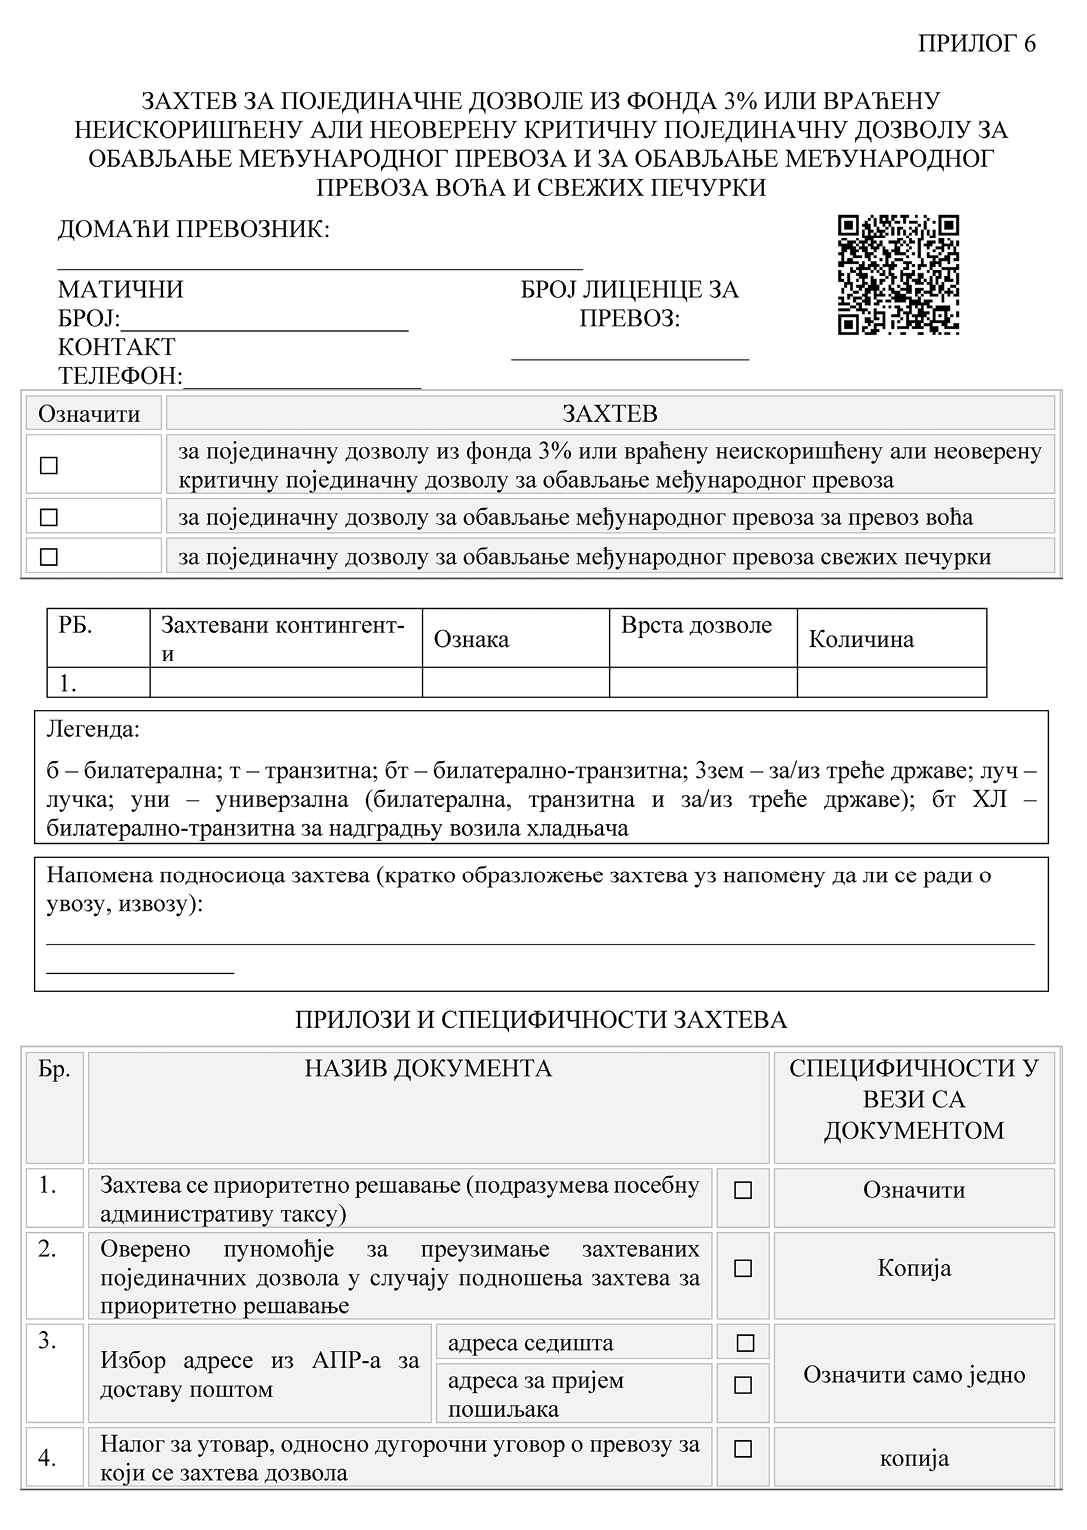 ПРИЛОГ 6
ЗАХТЕВ ЗА ПОЈЕДИНАЧНЕ ДОЗВОЛЕ ИЗ ФОНДА 3% ИЛИ ВРАЋЕНУ
НЕИСКОРИШЋЕНУ АЛИ НЕОВЕРЕНУ КРИТИЧНУ ПОЈЕДИНАЧНУ ДОЗВОЛУ ЗА
ОБАВЉАЊЕ МЕЂУНАРОДНОГ ПРЕВОЗА И ЗА ОБАВЉАЊЕ МЕЂУНАРОДНОГ
ПРЕВОЗА ВОЋА И СВЕЖИХ ПЕЧУРКИ
ДОМАЋИ ПРЕВОЗНИК:
МАТИЧНИ
БРОЈ:
КОНТАКТ
ТЕЛЕФОН:
БРОЈ ЛИЦЕНЦЕ ЗА
ПРЕВОЗ:
Означити
ЗАХТЕВ
за појединачну дозволу из фонда 3% или враћену неискоришћену али неоверену
критичну појединачну дозволу за обављање међународног превоза
за појединачну дозволу за обављање међународног превоза за превоз воћа
за појединачну дозволу за обављање међународног превоза свежих печурки
РБ.
Захтевани контингент-
и
Ознака
Врста дозволе
Количина
1.
Легенда:
б – билатерална; т – транзитна; бт – билатерално-транзитна; 3зем – за/из треће државе; луч –
лучка; уни – универзална (билатерална, транзитна и за/из треће државе); бт ХЛ –
билатерално-транзитна за надградњу возила хладњача
Напомена подносиоца захтева (кратко образложење захтева уз напомену да ли се ради о
увозу, извозу):
ПРИЛОЗИ И СПЕЦИФИЧНОСТИ ЗАХТЕВА
Бр.
НАЗИВ ДОКУМЕНТА
СПЕЦИФИЧНОСТИ У
ВЕЗИ СА
ДОКУМЕНТОМ
1.
Захтева се приоритетно решавање (подразумева посебну
административу таксу)
Означити
2.
Оверено пуномоћје за преузимање захтеваних
појединачних дозвола у случају подношења захтева за
приоритетно решавање
Копија
3.
Избор адресе из АПР-а за
доставу поштом
адреса седишта
адреса за пријем
пошиљака
Означити само једно
4.
Налог за утовар, односно дугорочни уговор о превозу за
који се захтева дозвола
копија